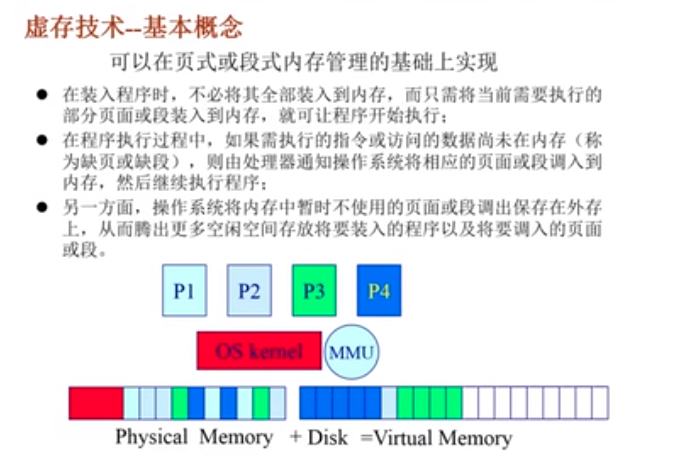 虚存技术--基本概念
可以在页式或段式内存管理的基础上实现
● 在装入程序时，不必将其全部装入到内存，而只需将当前需要执行的
部分页面或段装入到内存，就可让程序开始执行；
● 在程序执行过程中，如果需执行的指令或访问的数据尚未在内存（称
为缺页或缺段），则由处理器通知操作系统将相应的页面或段调入到
内存，然后继续执行程序；
● 另一方面，操作系统将内存中暂时不使用的页面或段调出保存在外存
上，从而腾出更多空闲空间存放将要装入的程序以及将要调入的页面
或段。
P1 P2 P3 P4
OS kernel MMU
Physical Memory + Disk =Virtual Memory